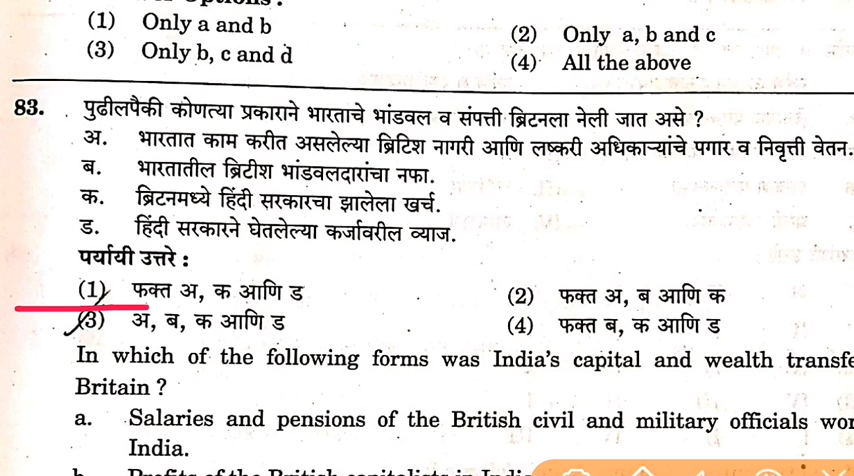 (1) Only a and b
(2) Only a, b and c
(3) Only b, c and d
(4) All the above
83. पुढीलपैकी कोणत्या प्रकाराने भारताचे भांडवल व संपत्ती ब्रिटनला नेली जात असे ?
अ. भारतात काम करीत असलेल्या ब्रिटिश नागरी आणि लष्करी अधिकाऱ्यांचे पगार व निवृत्ती वेतन.
ब. भारतातील ब्रिटीश भांडवलदारांचा नफा.
क. ब्रिटनमध्ये हिंदी सरकारचा झालेला खर्च.
ड. हिंदी सरकारने घेतलेल्या कर्जावरील व्याज.
पर्यायी उत्तरे :
(1) फक्त अ, क आणि ड
(2) फक्त अ, ब आणि क
(3) अ, ब, क आणि ड
(4) फक्त ब, क आणि ड
In which of the following forms was India's capital and wealth transfe
Britain ?
a. Salaries and pensions of the British civil and military officials wor
India.